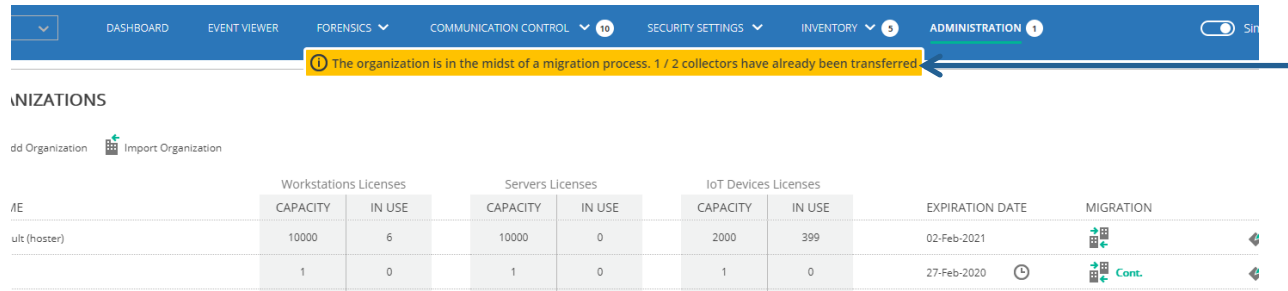 DASHBOARD EVENT VIEWER FORENSICS COMMUNICATION CONTROL 10 SECURITY SETTINGS INVENTORY 5 ADMINISTRATION 1 Sim
The organization is in the midst of a migration process. 1 / 2 collectors have already been transferred
ANIZATIONS
dd Organization Import Organization
Workstations Licenses Servers Licenses IoT Devices Licenses
ME CAPACITY IN USE CAPACITY IN USE CAPACITY IN USE EXPIRATION DATE MIGRATION
ult (hoster) 10000 6 10000 0 2000 399 02-Feb-2021
1 0 1 0 1 0 27-Feb-2020 Cont.